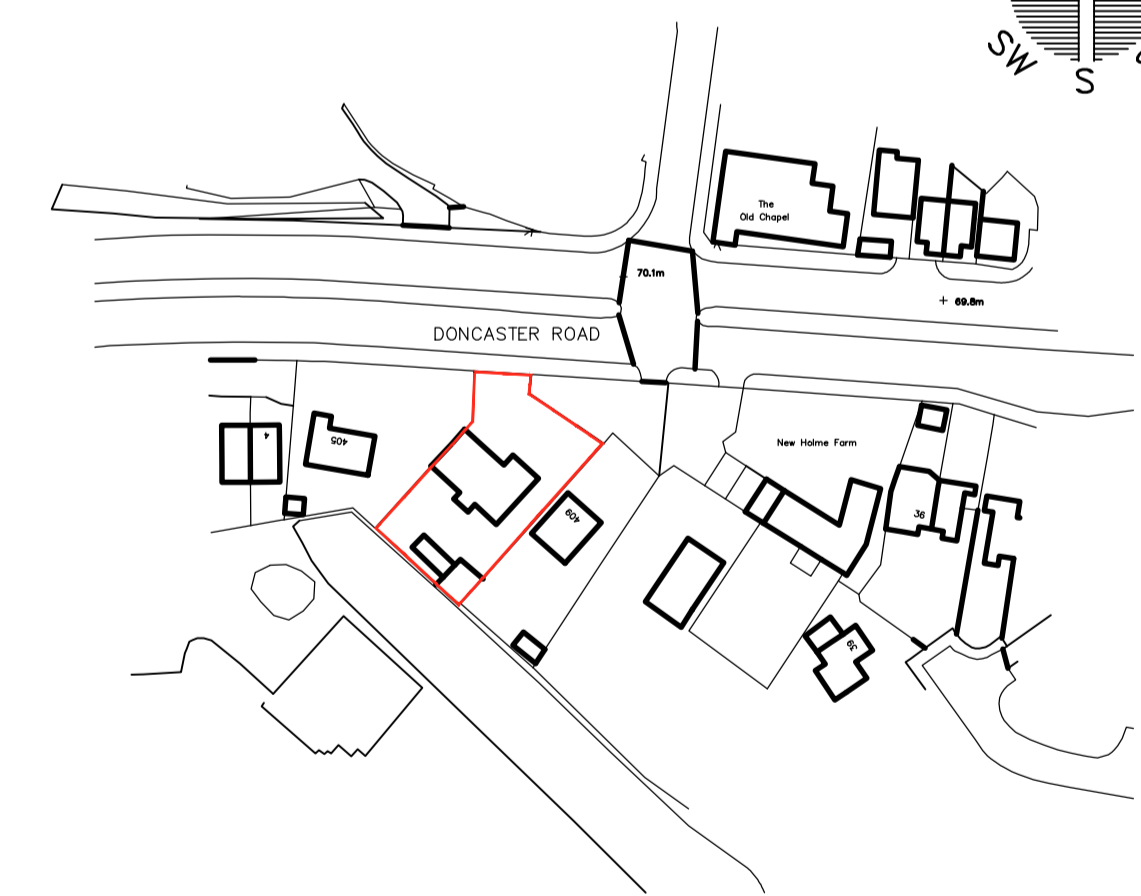 SW
S
The
Old Chapel
70.1m
69.8m
DONCASTER ROAD
4
405
New Holme Farm
409
36
39